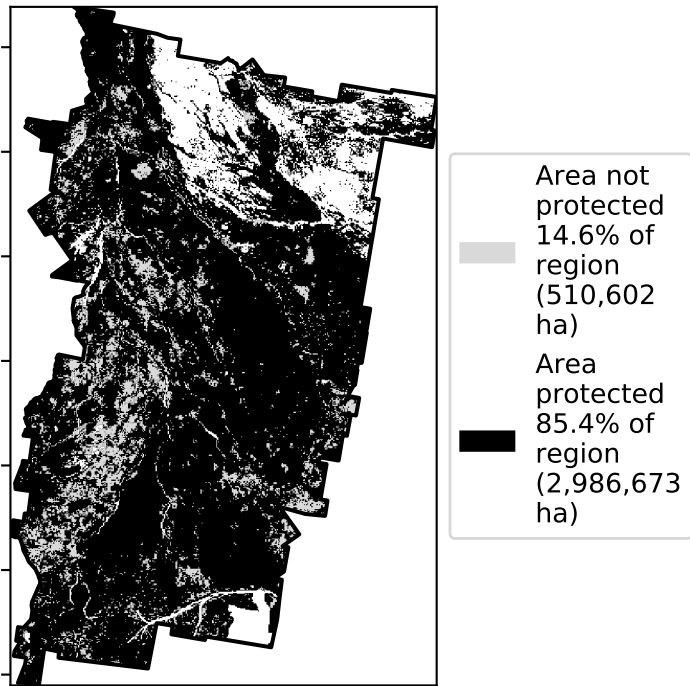 Area not
protected
14.6% of
region
(510,602
ha)
Area
protected
85.4% of
region
(2,986,673
ha)